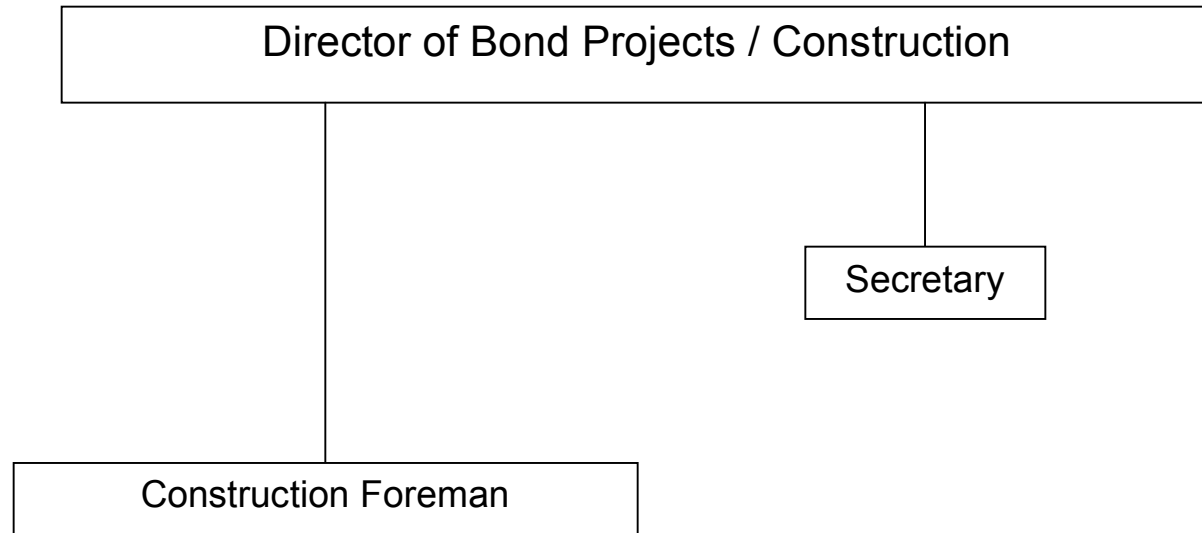 Director of Bond Projects / Construction
Secretary
Construction Foreman